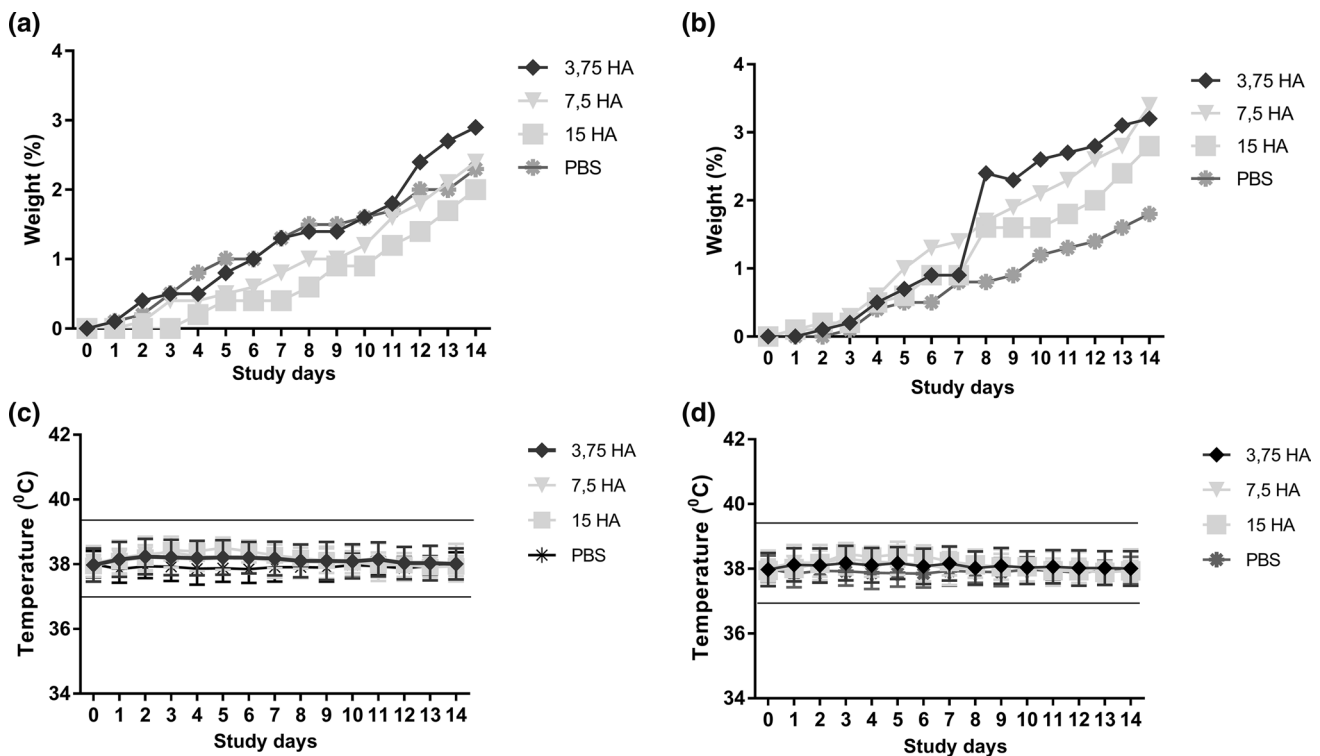 (a)
Weight (%)
4
3
2
1
0
0 1 2 3 4 5 6 7 8 9 10 11 12 13 14
Study days
3,75 HA
7,5 HA
15 HA
PBS
(b)
Weight (%)
4
3
2
1
0
0 1 2 3 4 5 6 7 8 9 10 11 12 13 14
Study days
3,75 HA
7,5 HA
15 HA
PBS
(c)
Temperature (⁰C)
42
40
38
36
34
0 1 2 3 4 5 6 7 8 9 10 11 12 13 14
Study days
3,75 HA
7,5 HA
15 HA
PBS
(d)
Temperature (⁰C)
42
40
38
36
34
0 1 2 3 4 5 6 7 8 9 10 11 12 13 14
Study days
3,75 HA
7,5 HA
15 HA
PBS